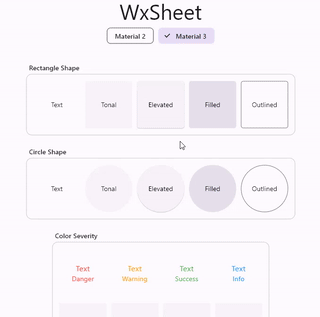 WxSheet
Material 2 Material 3
Rectangle Shape
Text Tonal Elevated Filled Outlined
Circle Shape
Text Tonal Elevated Filled Outlined
Color Severity
Text Text Text Text
Danger Warning Success Info